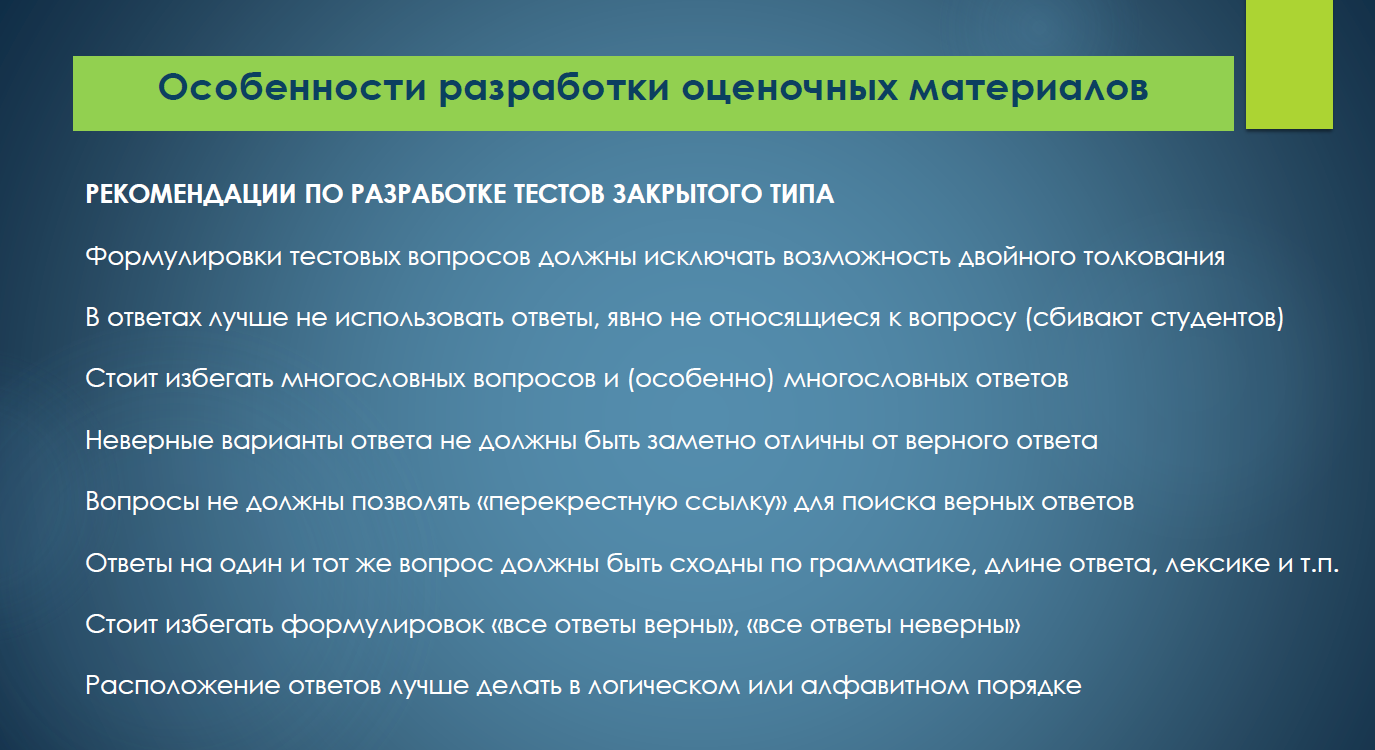 Особенности разработки оценочных материалов
РЕКОМЕНДАЦИИ ПО РАЗРАБОТКЕ ТЕСТОВ ЗАКРЫТОГО ТИПА
Формулировки тестовых вопросов должны исключать возможность двойного толкования
В ответах лучше не использовать ответы, явно не относящиеся к вопросу (сбивают студентов)
Стоит избегать многословных вопросов и (особенно) многословных ответов
Неверные варианты ответа не должны быть заметно отличны от верного ответа
Вопросы не должны позволять «перекрестную ссылку» для поиска верных ответов
Ответы на один и тот же вопрос должны быть сходны по грамматике, длине ответа, лексике и т.п.
Стоит избегать формулировок «все ответы верны», «все ответы неверны»
Расположение ответов лучше делать в логическом или алфавитном порядке